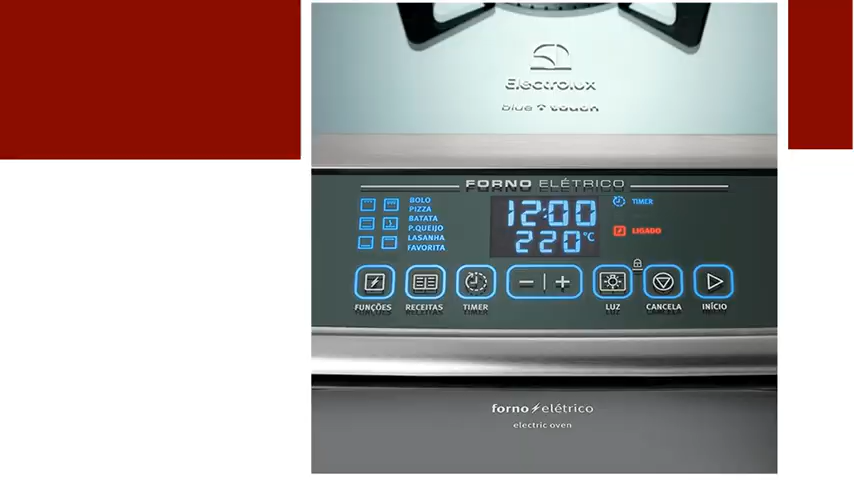 Electrolux
blue touch
FORNO ELÉTRICO
BOLO
PIZZA
BATATA
P.QUEIJO
LASANHA
FAVORITA
12:00
220°C
TIMER
LIGADO
FUNÇÕES
RECEITAS
TIMER
− | +
LUZ
CANCELA
INÍCIO
forno elétrico
electric oven